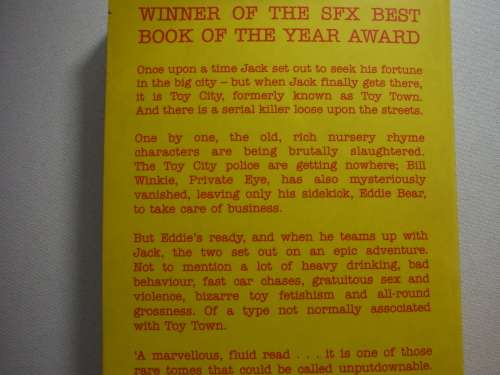 WINNER OF THE SFX BEST
BOOK OF THE YEAR AWARD
Once upon a time Jack set out to seek his fortune
in the big city – but when Jack finally gets there,
it is Toy City, formerly known as Toy Town.
And there is a serial killer loose upon the streets.
One by one, the old, rich nursery rhyme
characters are being brutally slaughtered.
The Toy City police are getting nowhere; Bill
Winkie, Private Eye, has also mysteriously
vanished, leaving only his sidekick, Eddie Bear,
to take care of business.
But Eddie's ready, and when he teams up with
Jack, the two set out on an epic adventure.
Not to mention a lot of heavy drinking, bad
behaviour, fast car chases, gratuitous sex and
violence, bizarre toy fetishism and all-round
grossness. Of a type not normally associated
with Toy Town.
'A marvellous, fluid read . . . it is one of those
rare tomes that could be called unputdownable.